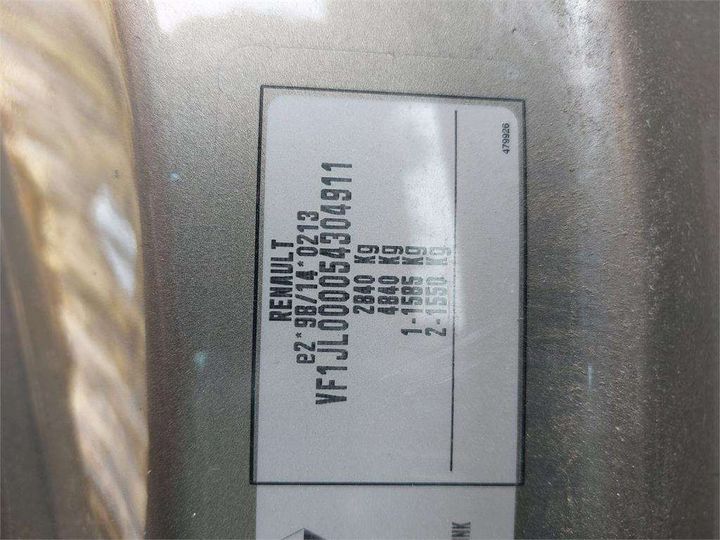 RENAULT
e2*98/14*0213
VF1JL000054304911
2840 Kg
4840 Kg
1-1585 Kg
2-1550 Kg
479926